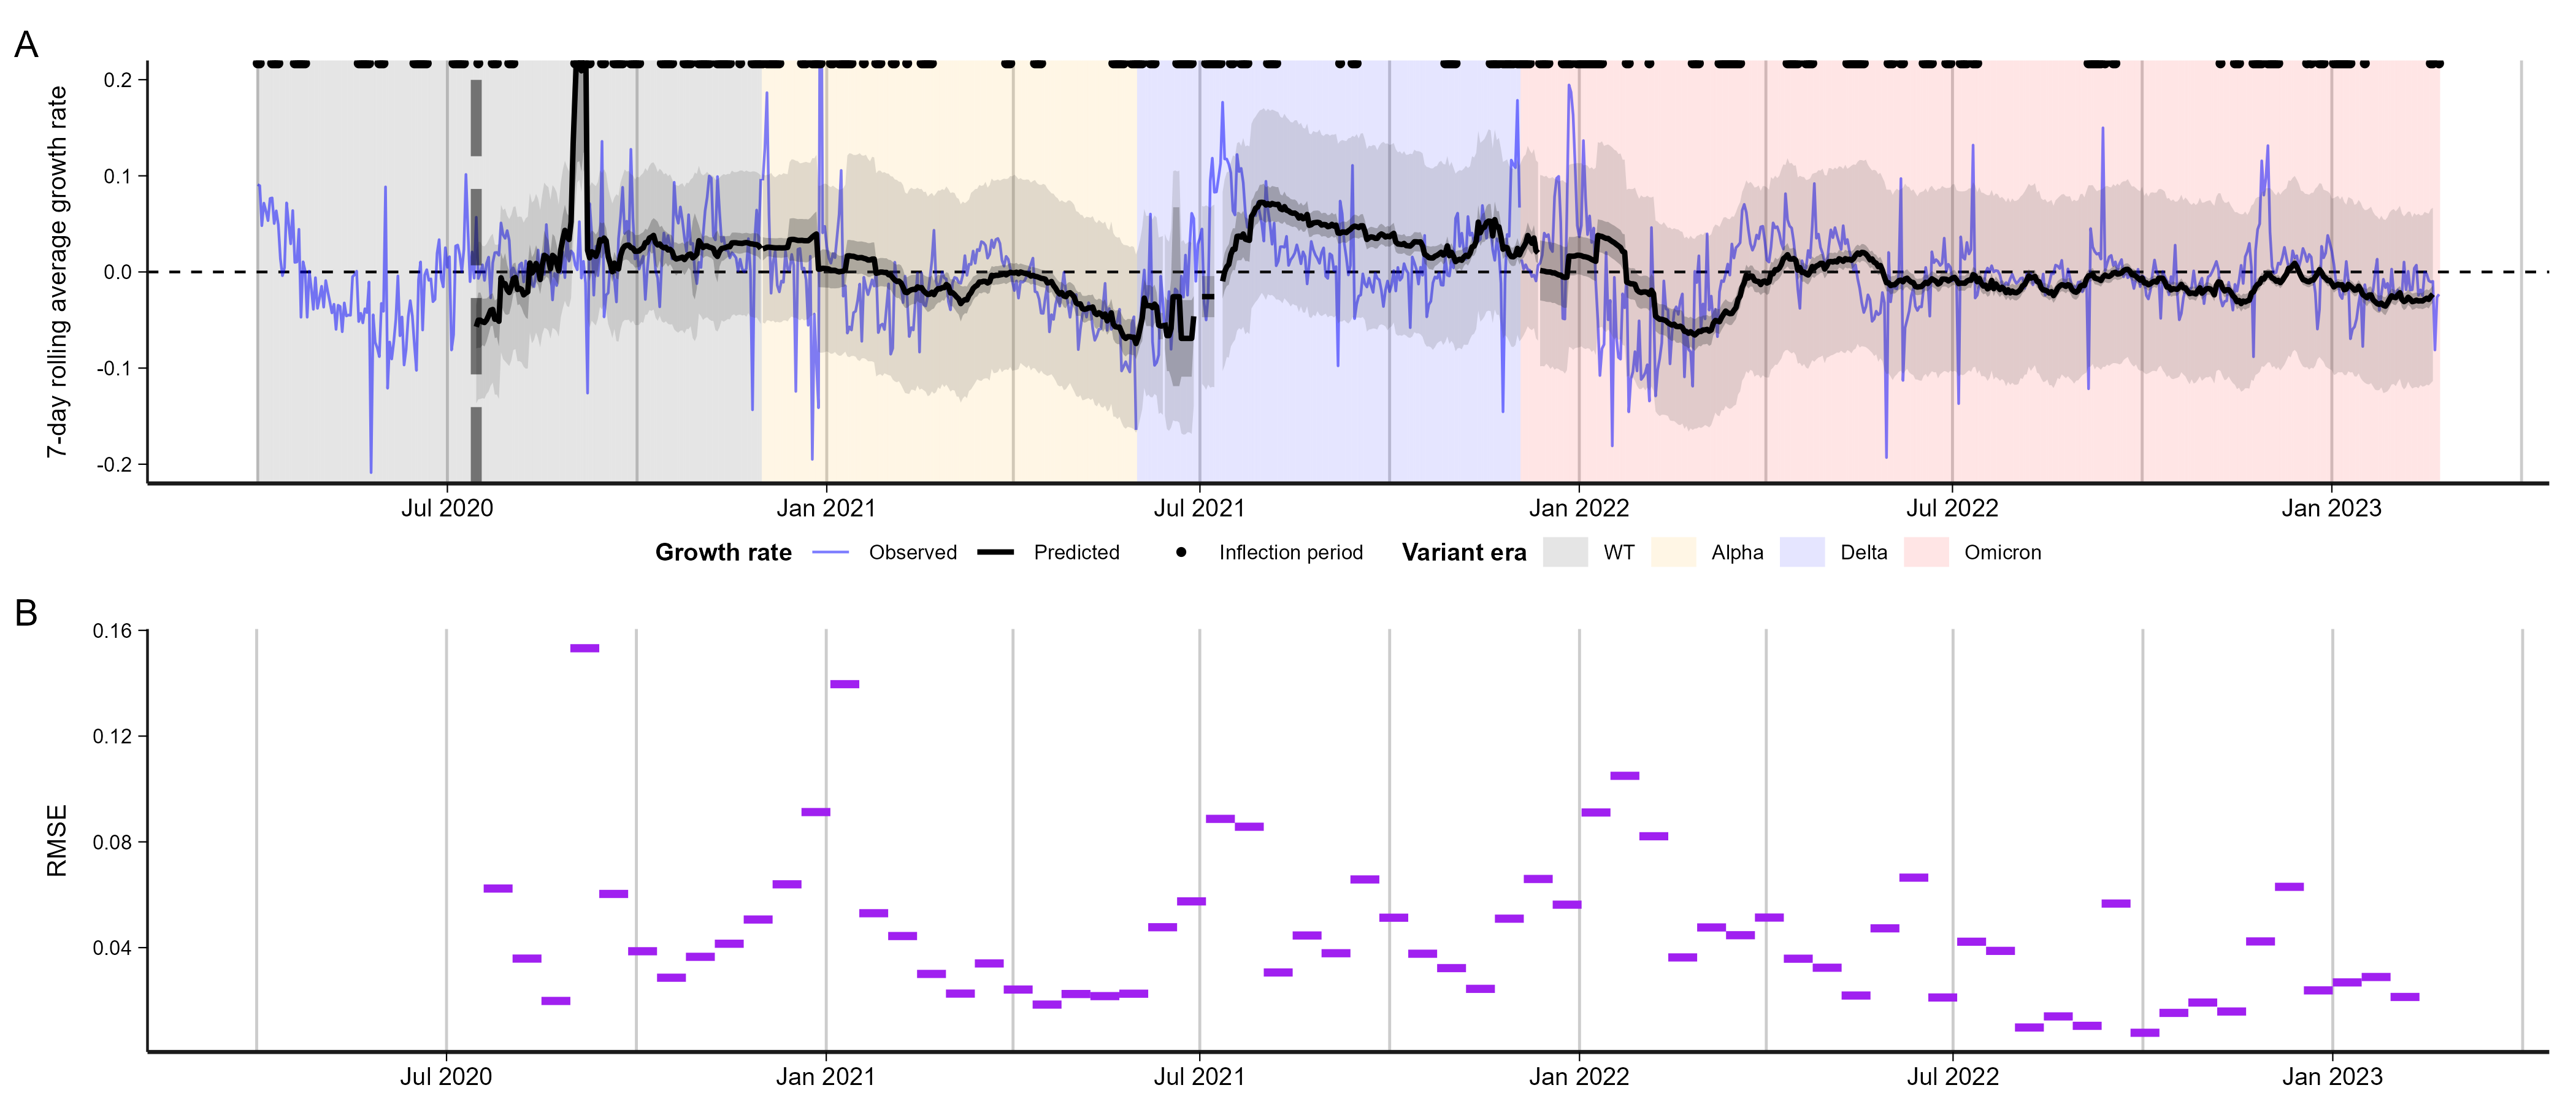 A
7-day rolling average growth rate
0.2
0.1
0.0
-0.1
-0.2
Jul 2020 Jan 2021 Jul 2021 Jan 2022 Jul 2022 Jan 2023
Growth rate Observed Predicted Inflection period Variant era WT Alpha Delta Omicron
B
RMSE
0.16
0.12
0.08
0.04
Jul 2020 Jan 2021 Jul 2021 Jan 2022 Jul 2022 Jan 2023